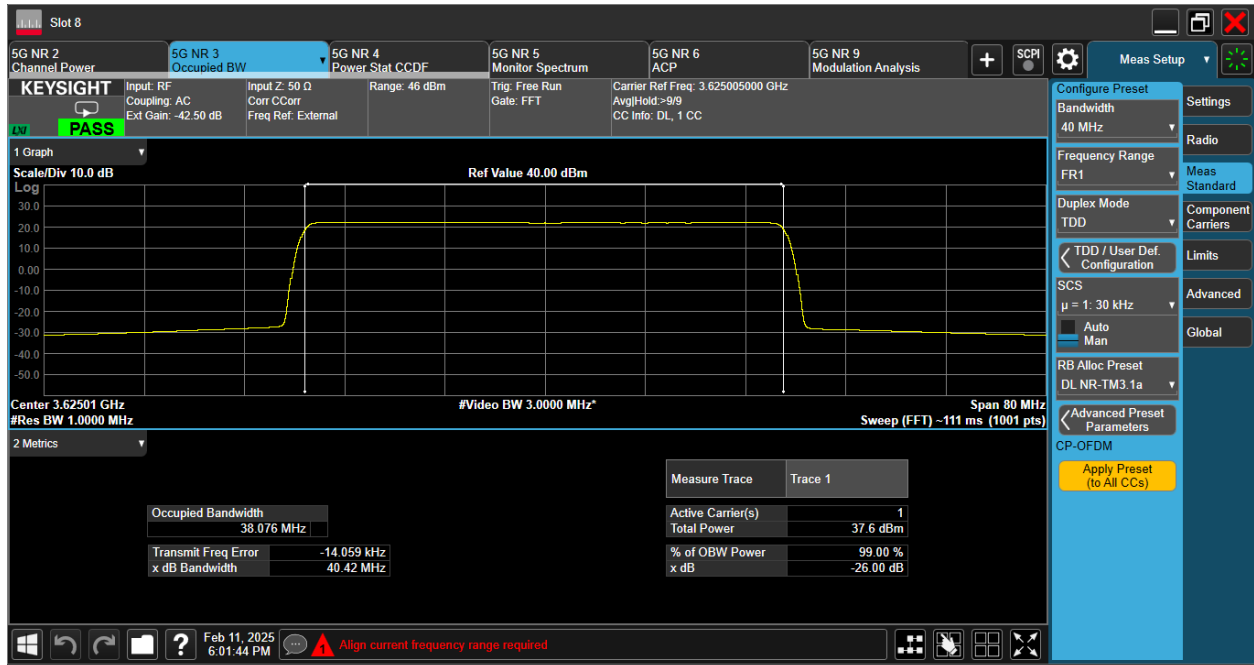 Slot 8
5G NR 2
Channel Power
5G NR 3
Occupied BW
5G NR 4
Power Stat CCDF
5G NR 5
Monitor Spectrum
5G NR 6
ACP
5G NR 9
Modulation Analysis
+
SCPI
Meas Setup
KEYSIGHT
LXI
PASS
Input: RF
Coupling: AC
Ext Gain: -42.50 dB
Input Z: 50 Ω
Corr CCorr
Freq Ref: External
Range: 46 dBm
Trig: Free Run
Gate: FFT
Carrier Ref Freq: 3.625005000 GHz
Avg|Hold:>9/9
CC Info: DL, 1 CC
1 Graph
Scale/Div 10.0 dB
Ref Value 40.00 dBm
Log
30.0
20.0
10.0
0.00
-10.0
-20.0
-30.0
-40.0
-50.0
Center 3.62501 GHz
#Video BW 3.0000 MHz*
Span 80 MHz
#Res BW 1.0000 MHz
Sweep (FFT) ~111 ms (1001 pts)
2 Metrics
Measure Trace Trace 1
Occupied Bandwidth
38.076 MHz
Active Carrier(s) 1
Total Power 37.6 dBm
Transmit Freq Error -14.059 kHz
x dB Bandwidth 40.42 MHz
% of OBW Power 99.00 %
x dB -26.00 dB
Configure Preset
Bandwidth
40 MHz
Frequency Range
FR1
Duplex Mode
TDD
TDD / User Def.
Configuration
SCS
µ = 1: 30 kHz
Auto
Man
RB Alloc Preset
DL NR-TM3.1a
Advanced Preset
Parameters
CP-OFDM
Apply Preset
(to All CCs)
Settings
Radio
Meas
Standard
Component
Carriers
Limits
Advanced
Global
?
Feb 11, 2025
6:01:44 PM
1
Align current frequency range required